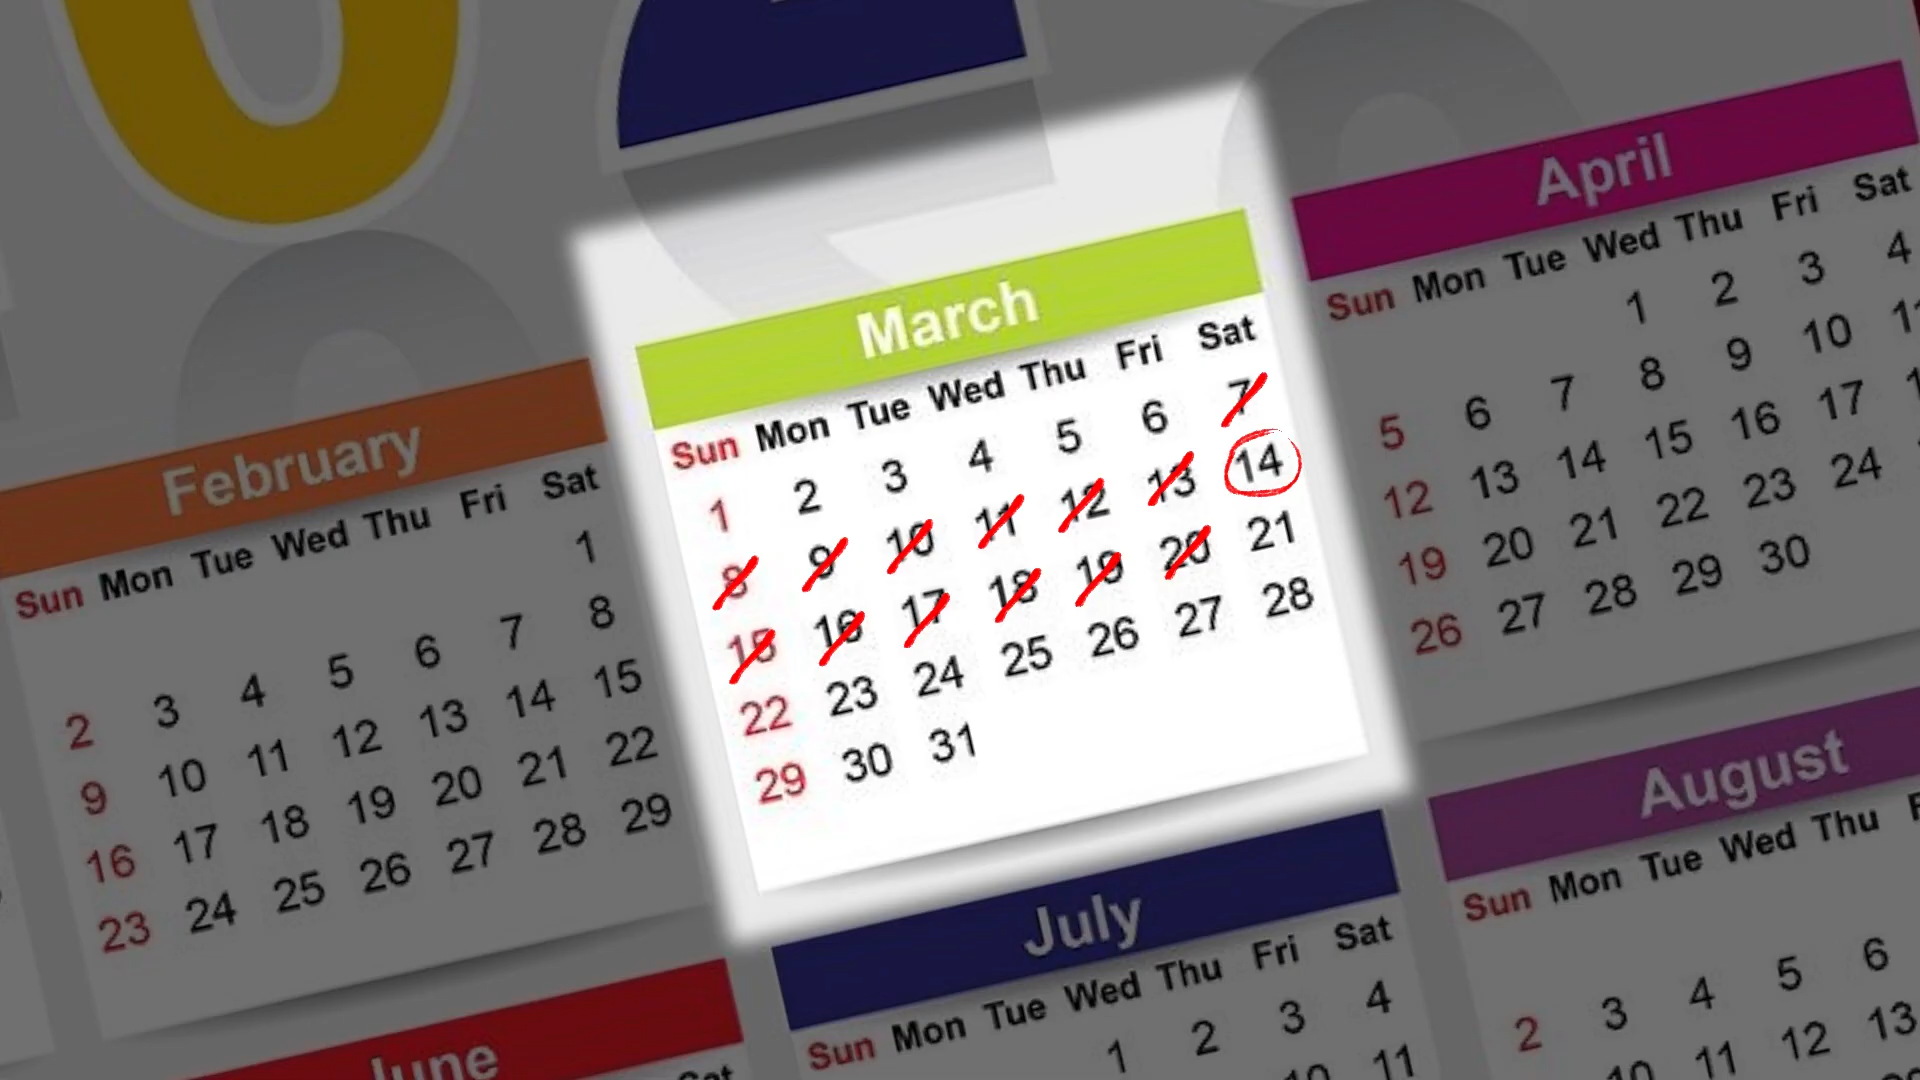 February
Sun Mon Tue Wed Thu Fri Sat
1
2 3 4 5 6 7 8
9 10 11 12 13 14 15
16 17 18 19 20 21 22
23 24 25 26 27 28 29
March
Sun Mon Tue Wed Thu Fri Sat
1 2 3 4 5 6 7
8 9 10 11 12 13 14
15 16 17 18 19 20 21
22 23 24 25 26 27 28
29 30 31
April
Sun Mon Tue Wed Thu Fri Sat
1 2 3 4
5 6 7 8 9 10
12 13 14 15 16 17
19 20 21 22 23 24
26 27 28 29 30
June
Sat
July
Sun Mon Tue Wed Thu Fri Sat
1 2 3 4
10 11
August
Sun Mon Tue Wed Thu
2 3 4 5 6
10 11 12 13